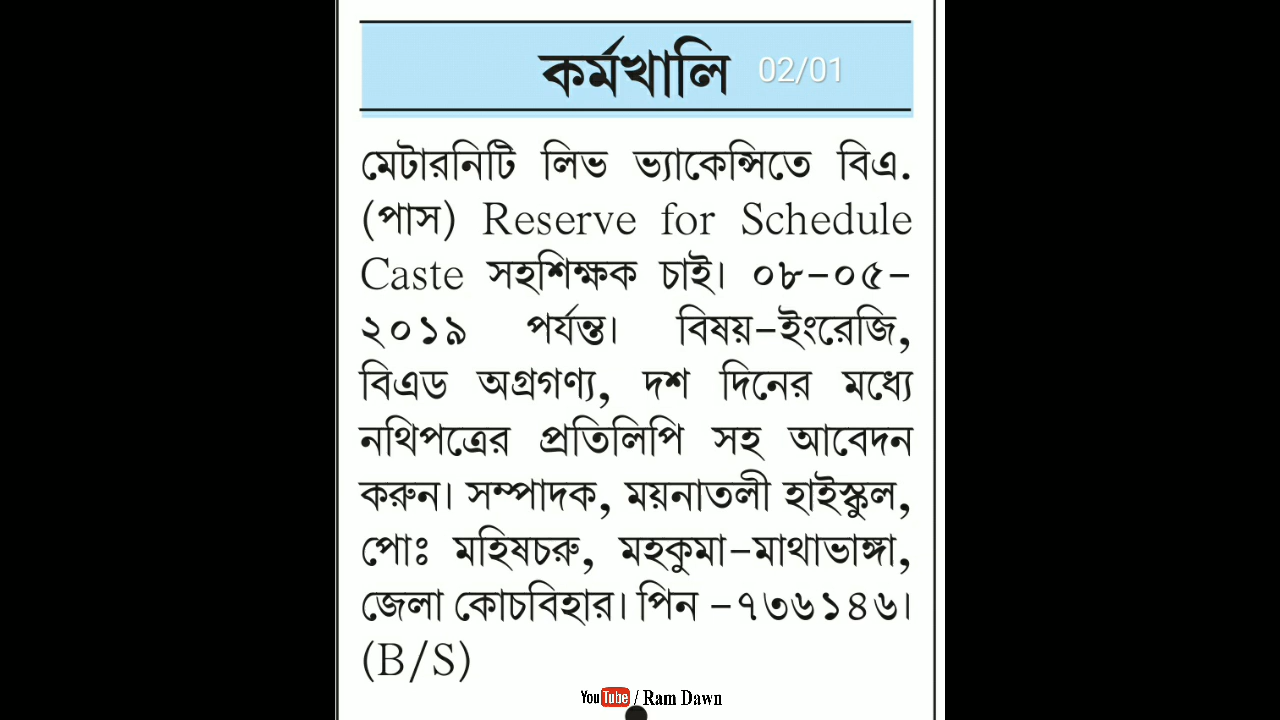 কর্মখালি 02/01
মেটারনিটি লিভ ভ্যাকেন্সিতে বিএ.
(পাস) Reserve for Schedule
Caste সহশিক্ষক চাই। ০৮-০৫-
২০১৯ পর্যন্ত। বিষয়-ইংরেজি,
বিএড অগ্রগণ্য, দশ দিনের মধ্যে
নথিপত্রের প্রতিলিপি সহ আবেদন
করুন। সম্পাদক, ময়নাতলী হাইস্কুল,
পোঃ মহিষচরু, মহকুমা-মাথাভাঙ্গা,
জেলা কোচবিহার। পিন -৭৩৬১৪৬।
(B/S)
YouTube / Ram Dawn